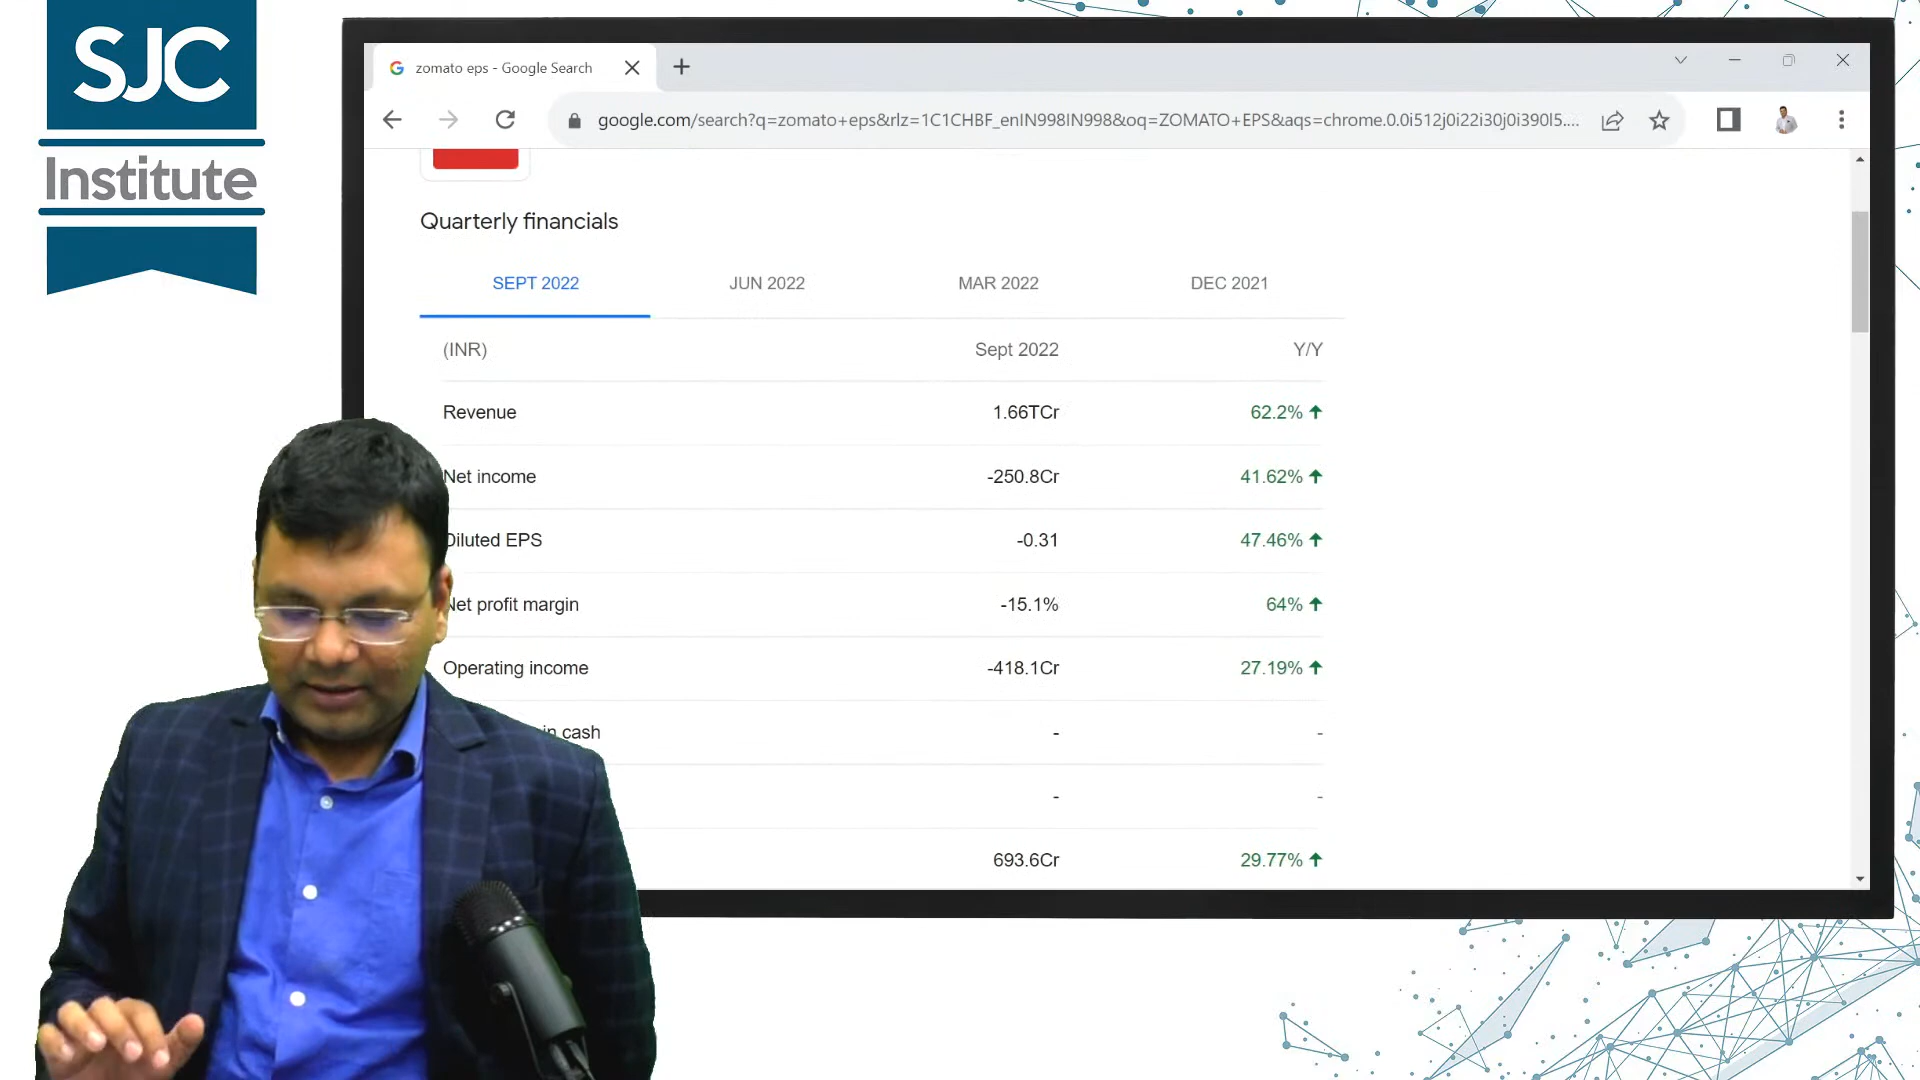 SJC
Institute
zomato eps - Google Search
google.com/search?q=zomato+eps&rlz=1C1CHBF_enIN998IN998&oq=ZOMATO+EPS&aqs=chrome.0.0i512j0i22i30j0i390l5....
Quarterly financials
SEPT 2022 JUN 2022 MAR 2022 DEC 2021
(INR) Sept 2022 Y/Y
Revenue 1.66TCr 62.2%
Net income -250.8Cr 41.62%
Diluted EPS -0.31 47.46%
Net profit margin -15.1% 64%
Operating income -418.1Cr 27.19%
in cash - -
- -
693.6Cr 29.77%